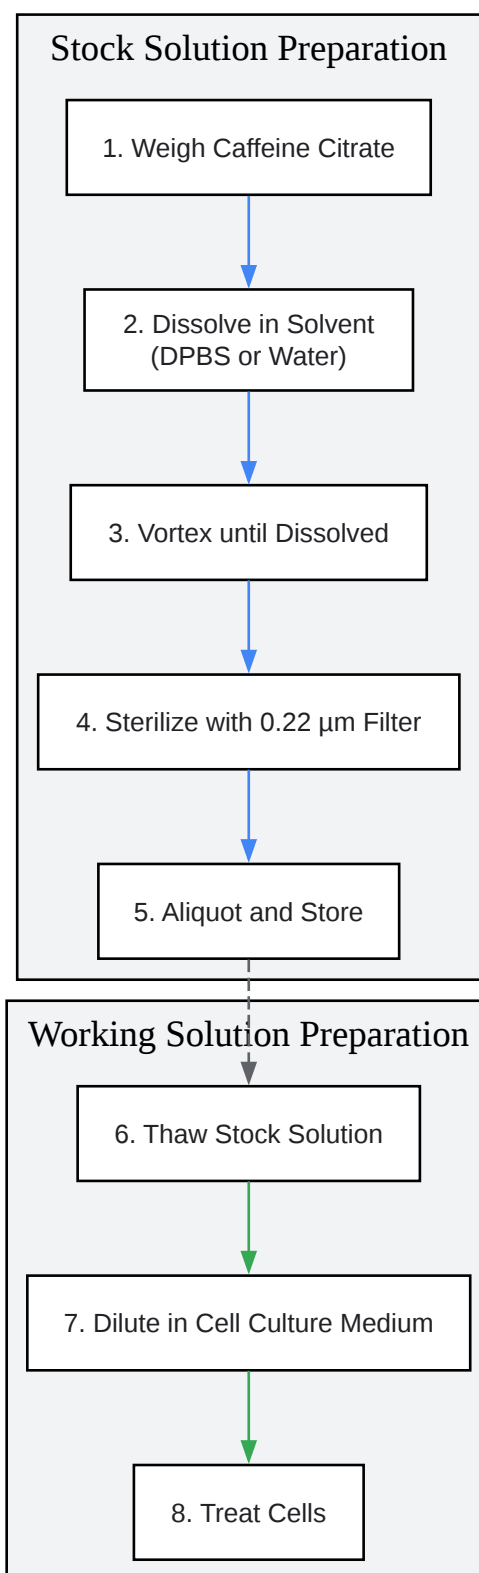 Stock Solution Preparation
1. Weigh Caffeine Citrate
2. Dissolve in Solvent
(DPBS or Water)
3. Vortex until Dissolved
4. Sterilize with 0.22 µm Filter
5. Aliquot and Store
Working Solution Preparation
6. Thaw Stock Solution
7. Dilute in Cell Culture Medium
8. Treat Cells